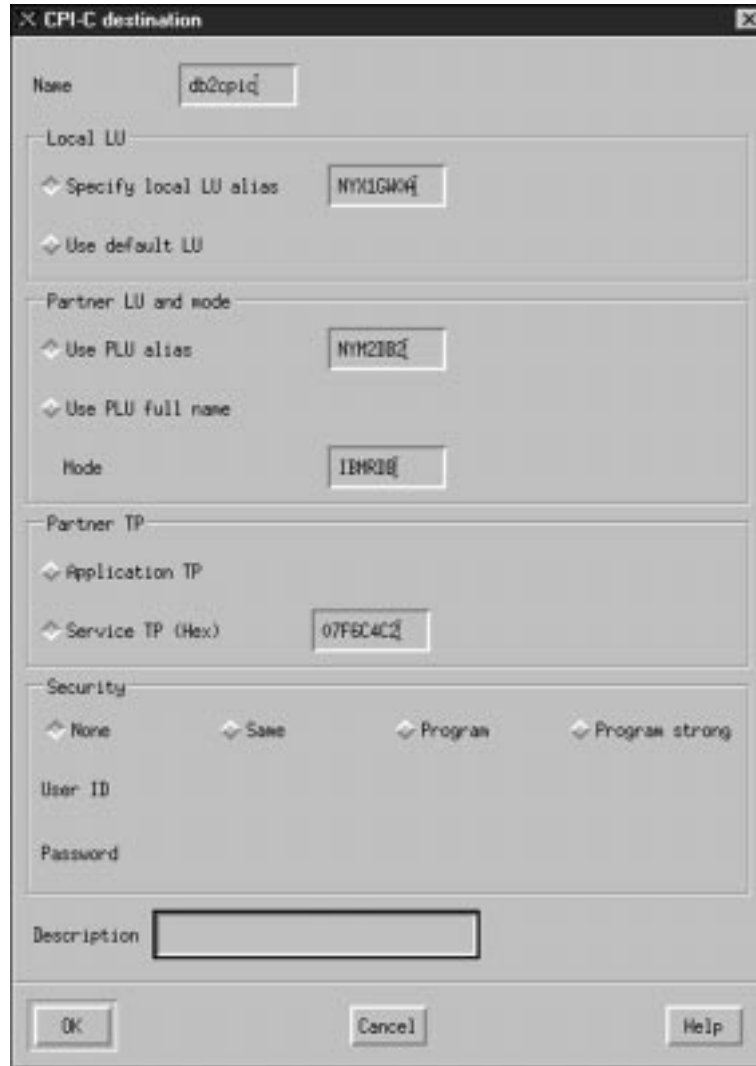 CPI-C destination
Name db2cpic
Local LU
Specify local LU alias NYX1GW0A
Use default LU
Partner LU and mode
Use PLU alias NYM2DB2
Use PLU full name
Mode IBMRDB
Partner TP
Application TP
Service TP (Hex) 07F6C4C2
Security
None Same Program Program strong
User ID
Password
Description
OK Cancel Help